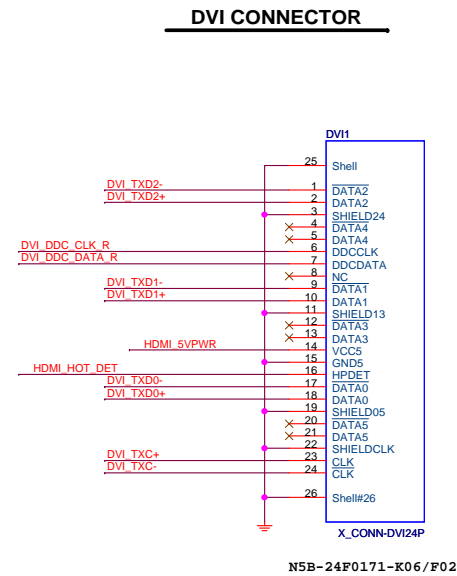 DVI CONNECTOR
DVI1
25 Shell
DVI_TXD2- 1 DATA2
DVI_TXD2+ 2 DATA2
3 SHIELD24
4 DATA4
5 DATA4
DVI_DDC_CLK_R 6 DDCCLK
DVI_DDC_DATA_R 7 DDCDATA
8 NC
DVI_TXD1- 9 DATA1
DVI_TXD1+ 10 DATA1
11 SHIELD13
12 DATA3
13 DATA3
HDMI_5VPWR 14 VCC5
15 GND5
HDMI_HOT_DET 16 HPDET
DVI_TXD0- 17 DATA0
DVI_TXD0+ 18 DATA0
19 SHIELD05
20 DATA5
21 DATA5
22 SHIELDCLK
DVI_TXC+ 23 CLK
DVI_TXC- 24 CLK
26 Shell#26
X_CONN-DVI24P
N5B-24F0171-K06/F02